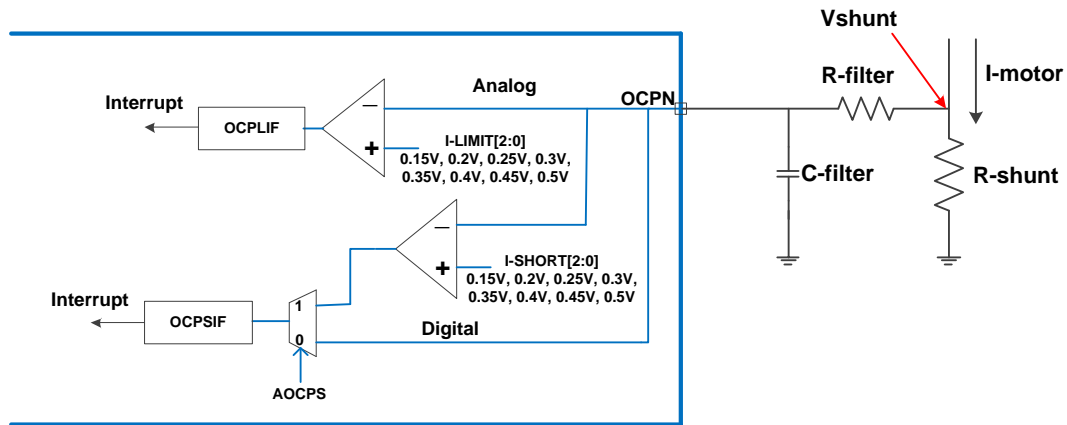 Vshunt
R-filter
I-motor
Analog
OCPN
Interrupt
OCPLIF
−
+
I-LIMIT[2:0]
0.15V, 0.2V, 0.25V, 0.3V,
0.35V, 0.4V, 0.45V, 0.5V
C-filter
R-shunt
−
+
I-SHORT[2:0]
0.15V, 0.2V, 0.25V, 0.3V,
0.35V, 0.4V, 0.45V, 0.5V
Interrupt
OCPSIF
1
0
Digital
AOCPS